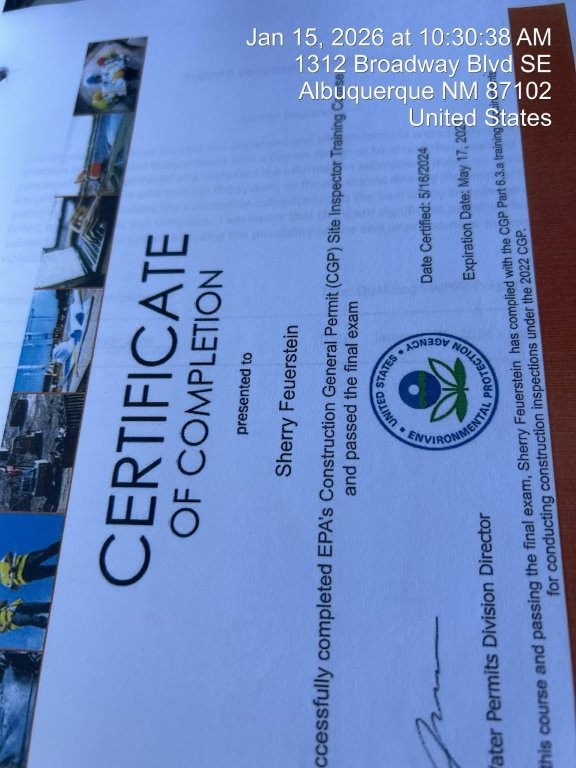 Jan 15, 2026 at 10:30:38 AM
1312 Broadway Blvd SE
Albuquerque NM 87102
United States
CERTIFICATE
OF COMPLETION
presented to
Sherry Feuerstein
ccessfully completed EPA's Construction General Permit (CGP) Site Inspector Training
and passed the final exam
Date Certified: 5/16/2024
Expiration Date: May 17, 202
UNITED STATES • ENVIRONMENTAL PROTECTION AGENCY •
ater Permits Division Director
this course and passing the final exam, Sherry Feuerstein has complied with the CGP Part 6.3.a training
for conducting construction inspections under the 2022 CGP.